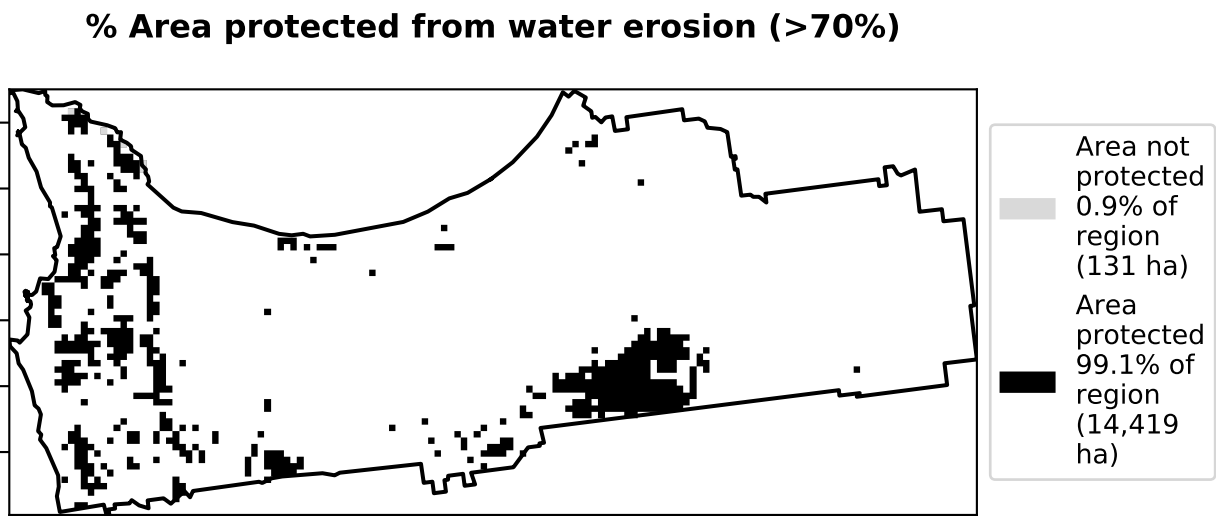 % Area protected from water erosion (>70%)
Area not
protected
0.9% of
region
(131 ha)
Area
protected
99.1% of
region
(14,419
ha)